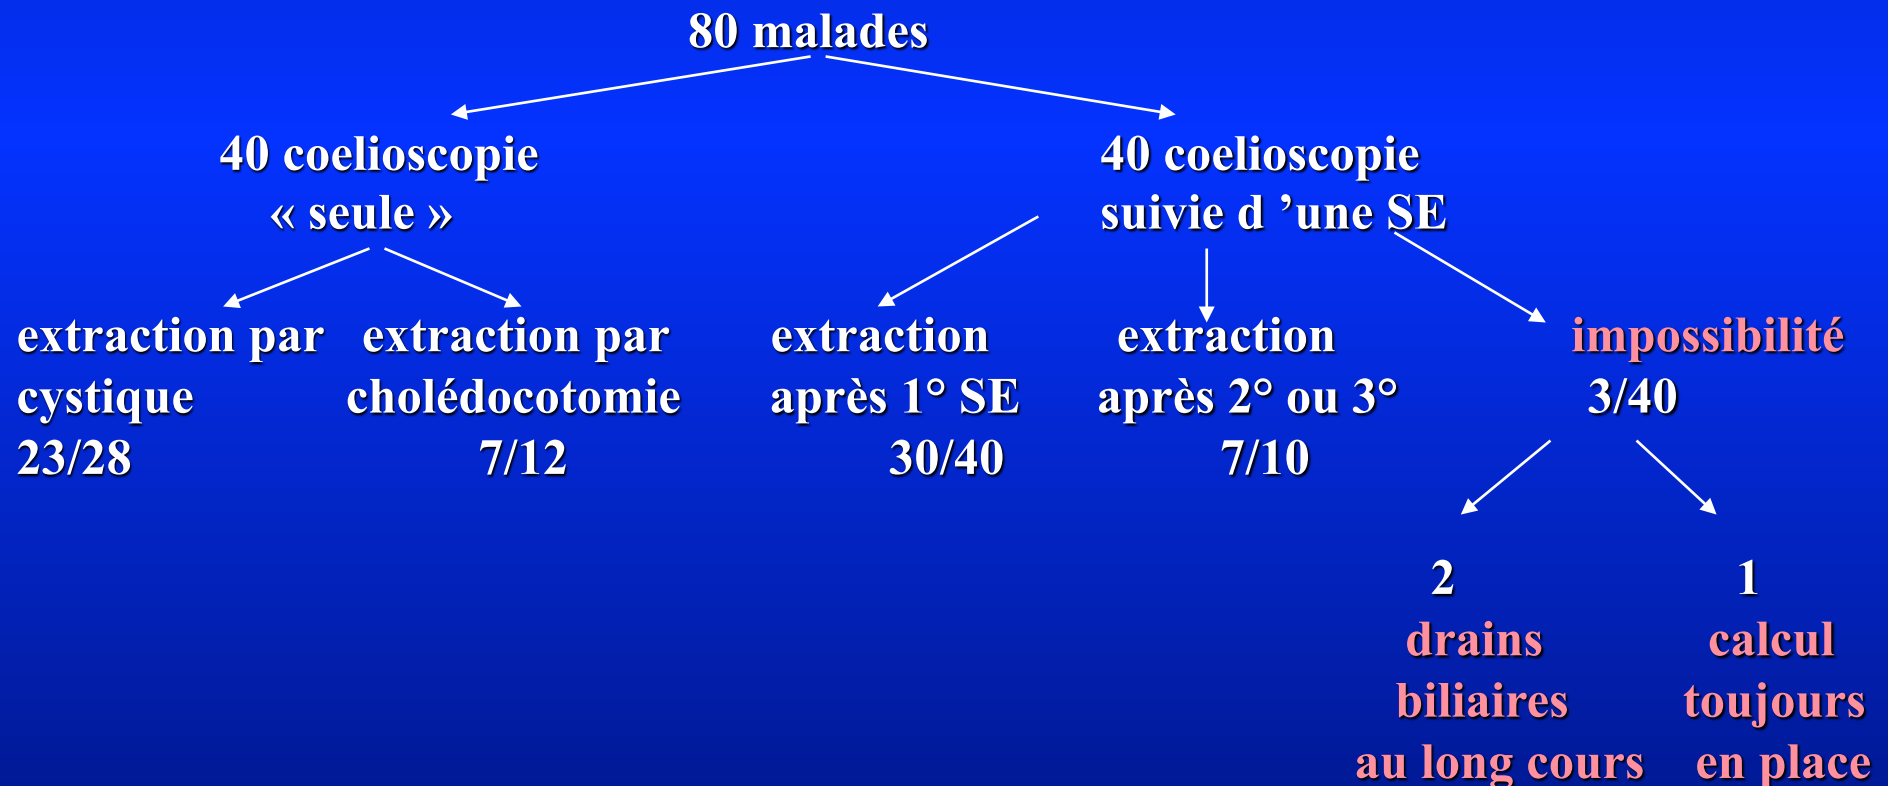 80 malades
40 coelioscopie
« seule »
40 coelioscopie
suivie d ’une SE
extraction par
cystique
23/28
extraction par
cholédocotomie
7/12
extraction
après 1° SE
30/40
extraction
après 2° ou 3°
7/10
impossibilité
3/40
2
drains
biliaires
au long cours
1
calcul
toujours
en place